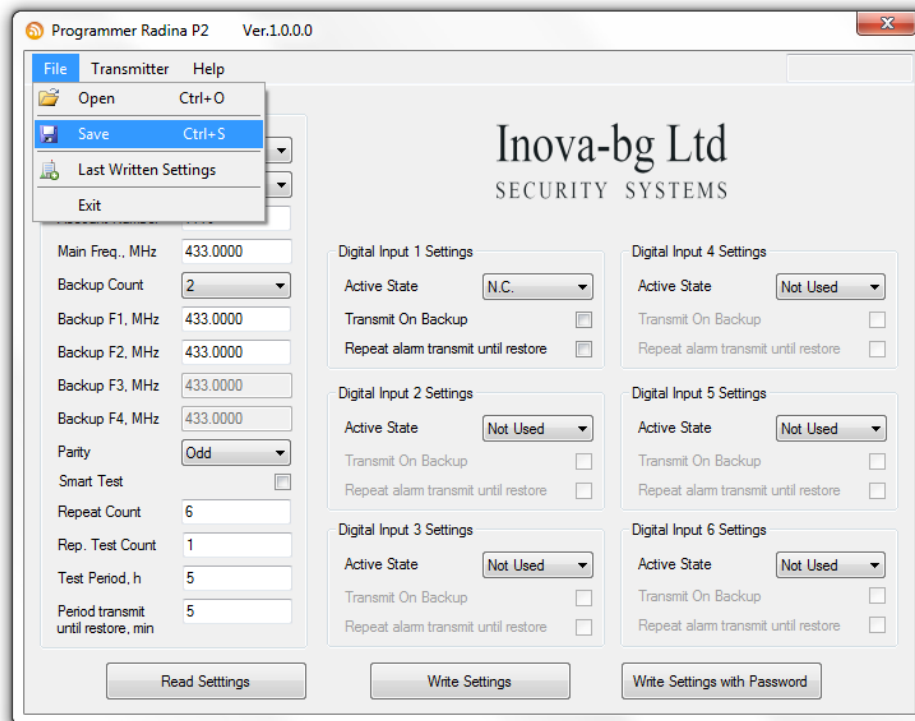 Programmer Radina P2 Ver.1.0.0.0
File Transmitter Help
Open Ctrl+O
Save Ctrl+S
Last Written Settings
Exit
Inova-bg Ltd
SECURITY SYSTEMS
Main Freq., MHz 433.0000
Backup Count 2
Backup F1, MHz 433.0000
Backup F2, MHz 433.0000
Backup F3, MHz 433.0000
Backup F4, MHz 433.0000
Parity Odd
Smart Test
Repeat Count 6
Rep. Test Count 1
Test Period, h 5
Period transmit
until restore, min 5
Digital Input 1 Settings
Active State N.C.
Transmit On Backup
Repeat alarm transmit until restore
Digital Input 2 Settings
Active State Not Used
Transmit On Backup
Repeat alarm transmit until restore
Digital Input 3 Settings
Active State Not Used
Transmit On Backup
Repeat alarm transmit until restore
Digital Input 4 Settings
Active State Not Used
Transmit On Backup
Repeat alarm transmit until restore
Digital Input 5 Settings
Active State Not Used
Transmit On Backup
Repeat alarm transmit until restore
Digital Input 6 Settings
Active State Not Used
Transmit On Backup
Repeat alarm transmit until restore
Read Setttings Write Settings Write Settings with Password